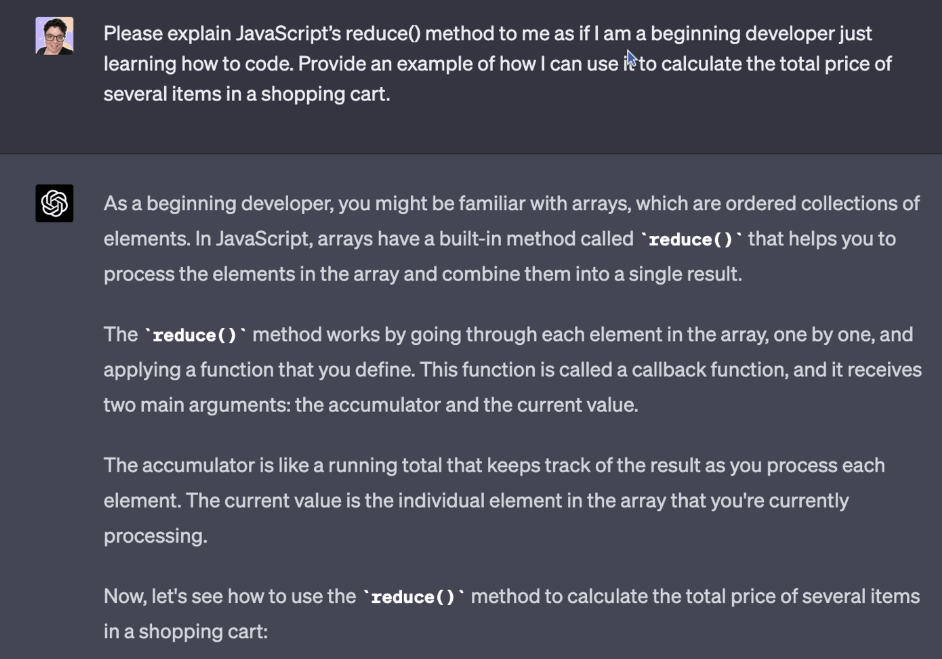 Please explain JavaScript's reduce() method to me as if I am a beginning developer just
learning how to code. Provide an example of how I can use it to calculate the total price of
several items in a shopping cart.
As a beginning developer, you might be familiar with arrays, which are ordered collections of
elements. In JavaScript, arrays have a built-in method called `reduce()` that helps you to
process the elements in the array and combine them into a single result.
The `reduce()` method works by going through each element in the array, one by one, and
applying a function that you define. This function is called a callback function, and it receives
two main arguments: the accumulator and the current value.
The accumulator is like a running total that keeps track of the result as you process each
element. The current value is the individual element in the array that you're currently
processing.
Now, let's see how to use the `reduce()` method to calculate the total price of several items
in a shopping cart: